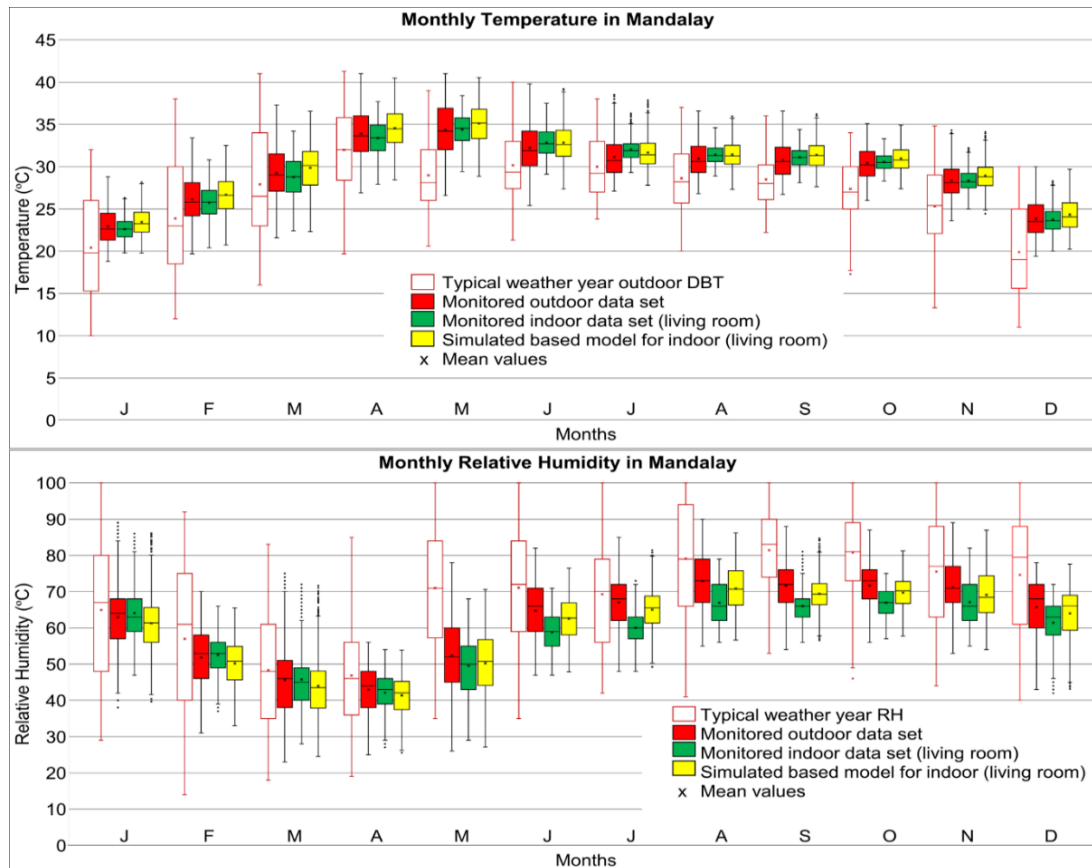 Monthly Temperature in Mandalay
45
40
35
30
25
20
15
10
5
0
Temperature (ºC)
Typical weather year outdoor DBT
Monitored outdoor data set
Monitored indoor data set (living room)
Simulated based model for indoor (living room)
x Mean values
J F M A M J J A S O N D
Months
Monthly Relative Humidity in Mandalay
100
90
80
70
60
50
40
30
20
10
0
Relative Humidity (ºC)
Typical weather year RH
Monitored outdoor data set
Monitored indoor data set (living room)
Simulated based model for indoor (living room)
x Mean values
J F M A M J J A S O N D
Months